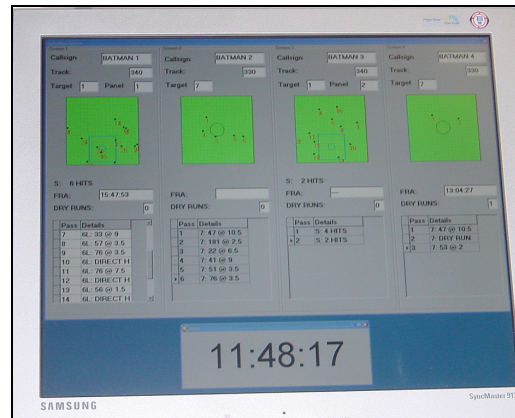 Callsign BATMAN 1
Track: 340
Target 1 Panel 1
S: 6 HITS
FRA: 15:47:53
DRY RUNS: 0
Pass Details
7 6L: 93 @ 9
8 6L: 57 @ 3.5
9 6L: 76 @ 3.5
10 6L: DIRECT H
11 6L: 76 @ 7.5
12 6L: DIRECT H
13 6L: 56 @ 1.5
14 6L: DIRECT H
Callsign BATMAN 2
Track: 330
Target 7
FRA:
DRY RUNS: 0
Pass Details
1 7: 47 @ 10.5
2 7: 181 @ 2.5
3 7: 22 @ 6.5
4 7: 41 @ 9
5 7: 51 @ 3.5
6 7: 76 @ 3.5
Callsign BATMAN 3
Track: 340
Target 1 Panel 2
S: 2 HITS
FRA: ---
DRY RUNS: 0
Pass Details
1 S: 4 HITS
2 S: 2 HITS
Callsign BATMAN 4
Track: 330
Target 7
FRA: 13:04:27
DRY RUNS: 1
Pass Details
1 7: 47 @ 10.5
2 7: DRY RUN
3 7: 53 @ 2
11:48:17
SAMSUNG
SyncMaster 91